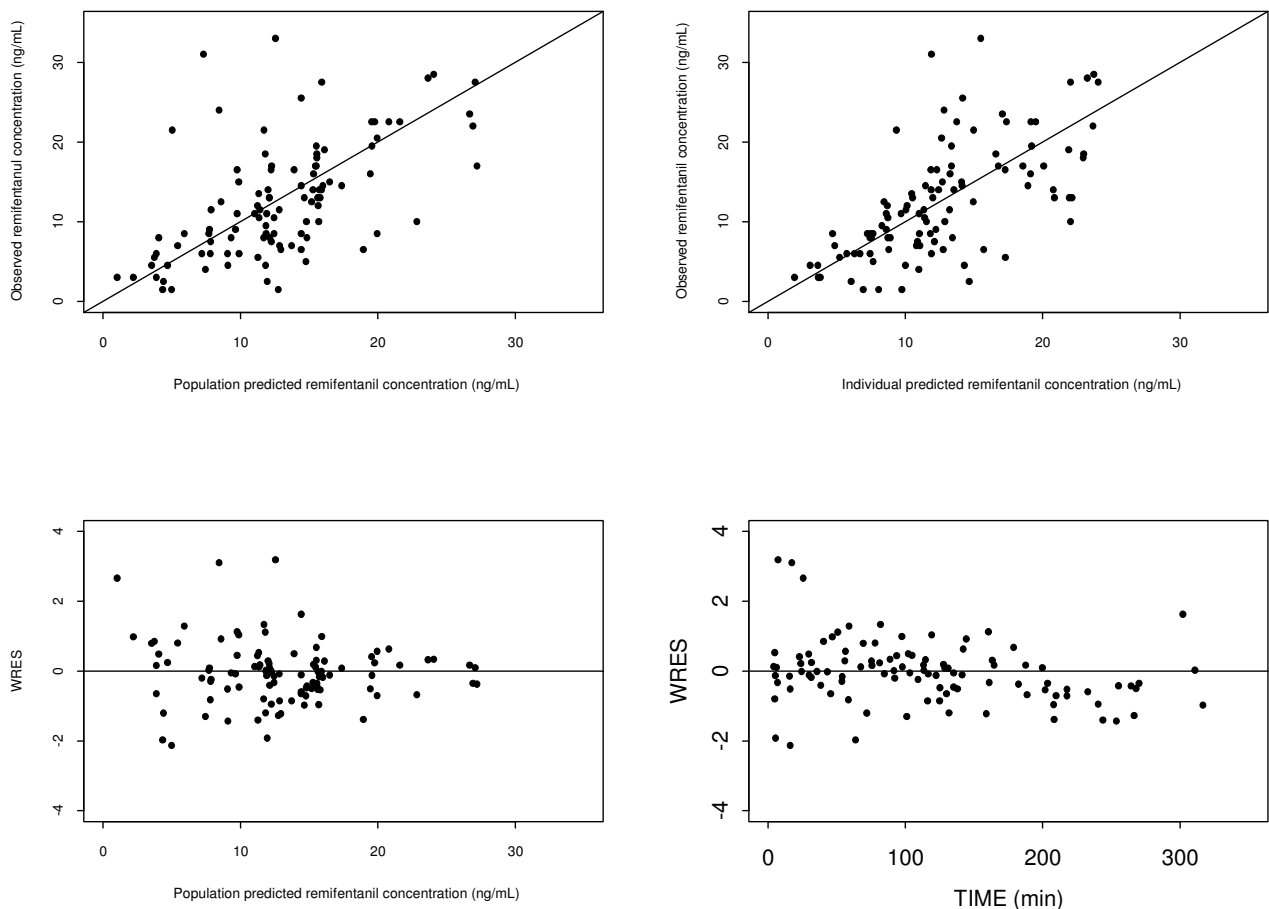 Observed remifentanul concentration (ng/mL)
30
20
10
0
0 10 20 30
Population predicted remifentanil concentration (ng/mL)
Observed remifentanil concentration (ng/mL)
30
20
10
0
0 10 20 30
Individual predicted remifentanil concentration (ng/mL)
WRES
4
2
0
-2
-4
0 10 20 30
Population predicted remifentanil concentration (ng/mL)
WRES
4
2
0
-2
-4
0 100 200 300
TIME (min)